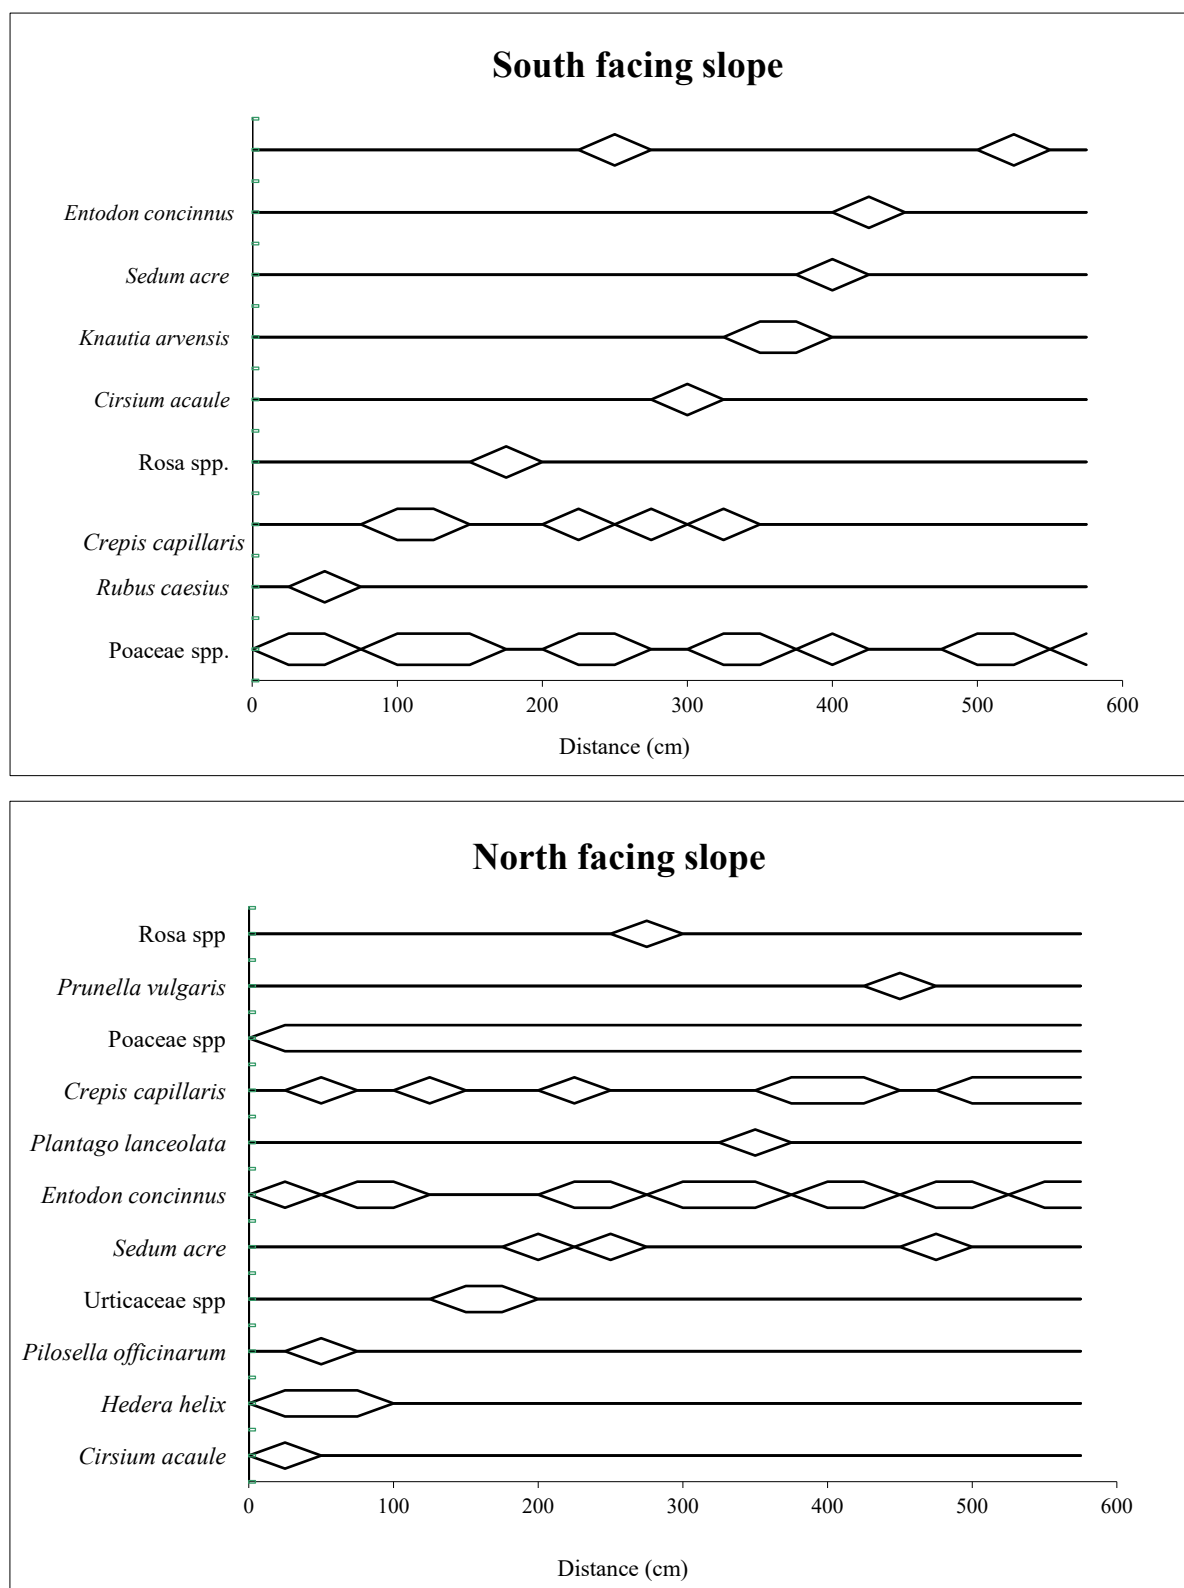 South facing slope
Entodon concinnus
Sedum acre
Knautia arvensis
Cirsium acaule
Rosa spp.
Crepis capillaris
Rubus caesius
Poaceae spp.
0 100 200 300 400 500 600
Distance (cm)
North facing slope
Rosa spp
Prunella vulgaris
Poaceae spp
Crepis capillaris
Plantago lanceolata
Entodon concinnus
Sedum acre
Urticaceae spp
Pilosella officinarum
Hedera helix
Cirsium acaule
0 100 200 300 400 500 600
Distance (cm)